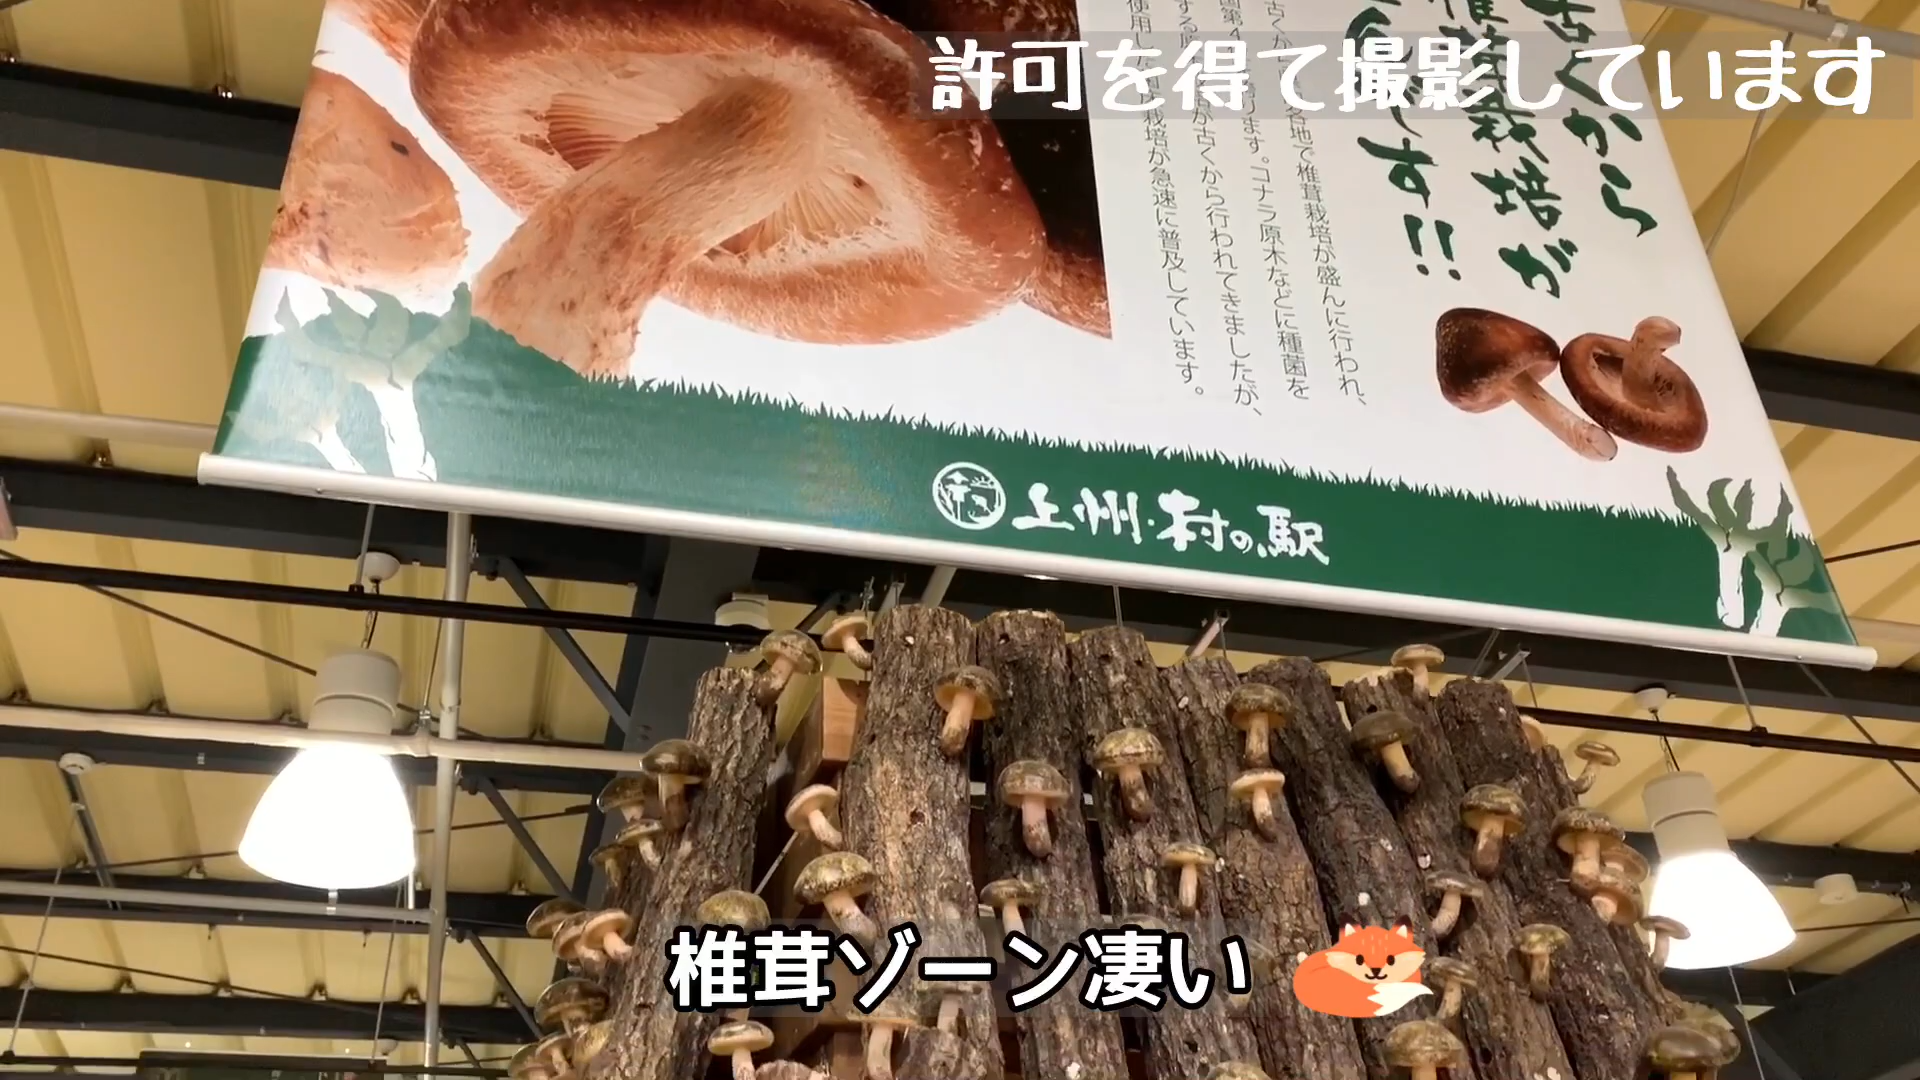 許可を得て撮影しています
古くから
椎茸栽培が
です!!
各地で椎茸栽培が盛んに行われ、
ります。コナラ原木などに種菌を
が古くから行われてきましたが、
栽培が急速に普及しています。
上州・村の駅
椎茸ゾーン凄い